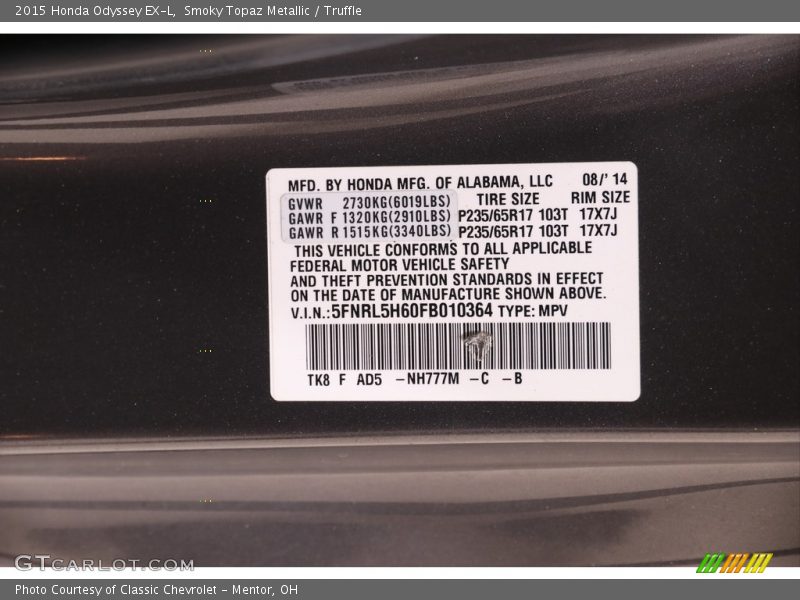 2015 Honda Odyssey EX-L, Smoky Topaz Metallic / Truffle
MFD. BY HONDA MFG. OF ALABAMA, LLC 08/'14
GVWR 2730KG(6019LBS) TIRE SIZE RIM SIZE
GAWR F 1320KG(2910LBS) P235/65R17 103T 17X7J
GAWR R 1515KG(3340LBS) P235/65R17 103T 17X7J
THIS VEHICLE CONFORMS TO ALL APPLICABLE
FEDERAL MOTOR VEHICLE SAFETY
AND THEFT PREVENTION STANDARDS IN EFFECT
ON THE DATE OF MANUFACTURE SHOWN ABOVE.
V.I.N.:5FNRL5H60FB010364 TYPE: MPV
TK8 F AD5 -NH777M -C -B
GTCARLOT.COM
Photo Courtesy of Classic Chevrolet - Mentor, OH